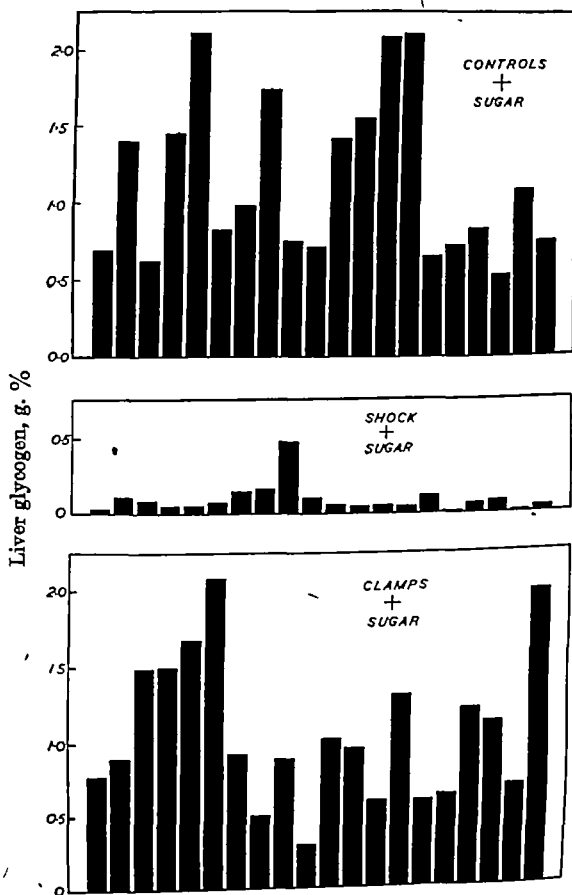 Liver glycogen, g. %
2·0
1·5
1·0
0·5
0·0
CONTROLS
+
SUGAR
0·5
0
SHOCK
+
SUGAR
2·0
1·5
1·0
0·5
0
CLAMPS
+
SUGAR